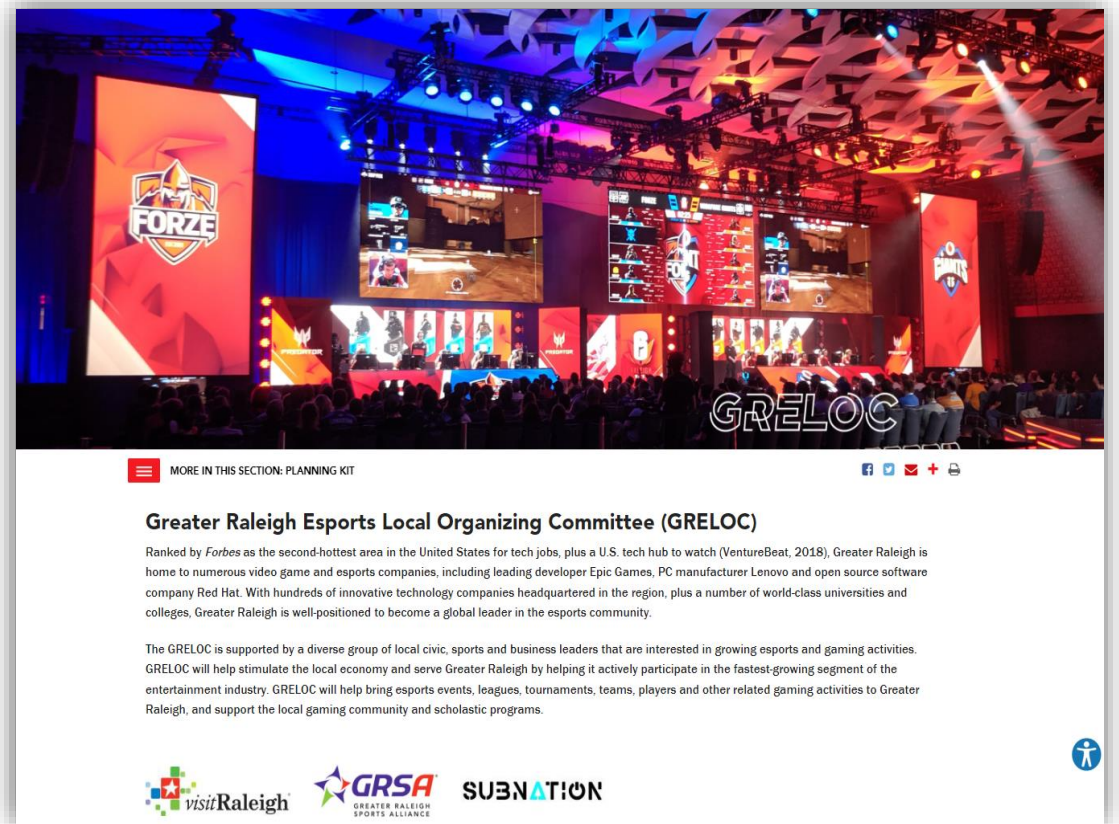 FORZE
FORZE
GIANTS
PREDATOR
PREDATOR
6
GRELOC
MORE IN THIS SECTION: PLANNING KIT
Greater Raleigh Esports Local Organizing Committee (GRELOC)
Ranked by Forbes as the second-hottest area in the United States for tech jobs, plus a U.S. tech hub to watch (VentureBeat, 2018), Greater Raleigh is
home to numerous video game and esports companies, including leading developer Epic Games, PC manufacturer Lenovo and open source software
company Red Hat. With hundreds of innovative technology companies headquartered in the region, plus a number of world-class universities and
colleges, Greater Raleigh is well-positioned to become a global leader in the esports community.
The GRELOC is supported by a diverse group of local civic, sports and business leaders that are interested in growing esports and gaming activities.
GRELOC will help stimulate the local economy and serve Greater Raleigh by helping it actively participate in the fastest-growing segment of the
entertainment industry. GRELOC will help bring esports events, leagues, tournaments, teams, players and other related gaming activities to Greater
Raleigh, and support the local gaming community and scholastic programs.
visitRaleigh
GRSA
GREATER RALEIGH
SPORTS ALLIANCE
SUBNATION